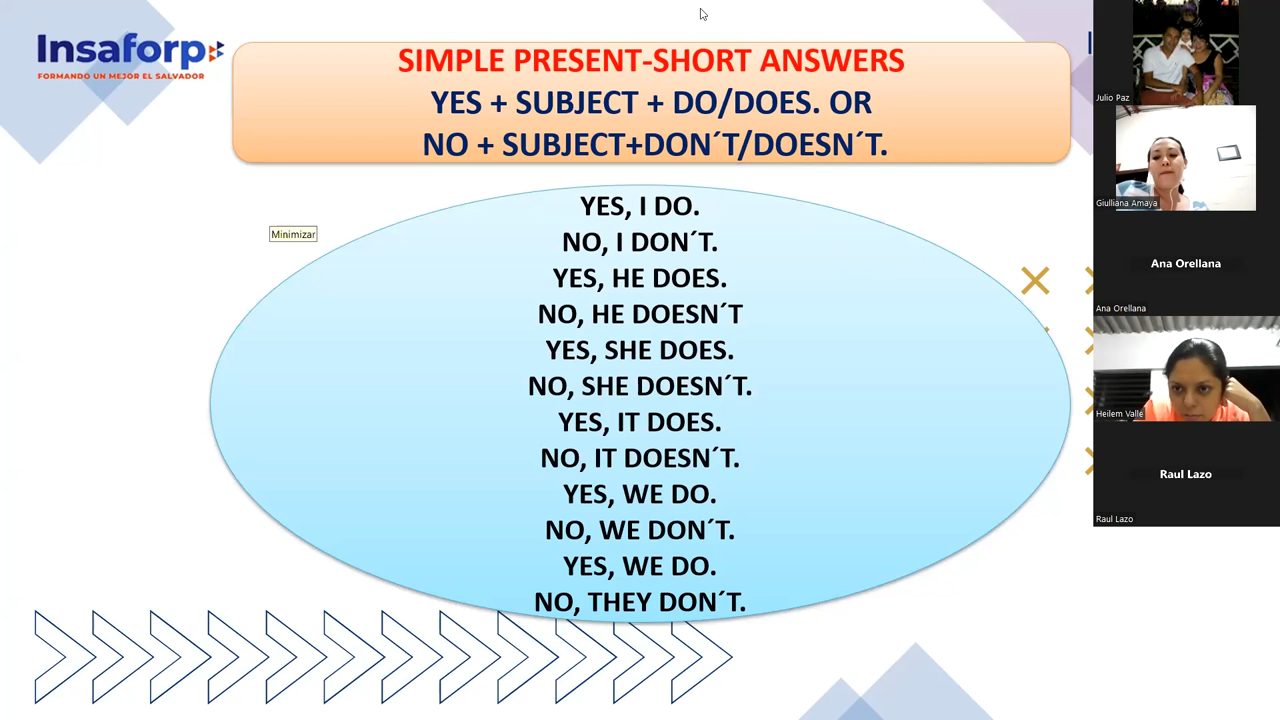 Insaforp
FORMANDO UN MEJOR EL SALVADOR
SIMPLE PRESENT-SHORT ANSWERS
YES + SUBJECT + DO/DOES. OR
NO + SUBJECT+DON´T/DOESN´T.
Minimizar
YES, I DO.
NO, I DON´T.
YES, HE DOES.
NO, HE DOESN´T
YES, SHE DOES.
NO, SHE DOESN´T.
YES, IT DOES.
NO, IT DOESN´T.
YES, WE DO.
NO, WE DON´T.
YES, WE DO.
NO, THEY DON´T.
Julio Paz
Giulliana Amaya
Ana Orellana
Ana Orellana
Heilem Valle
Raul Lazo
Raul Lazo